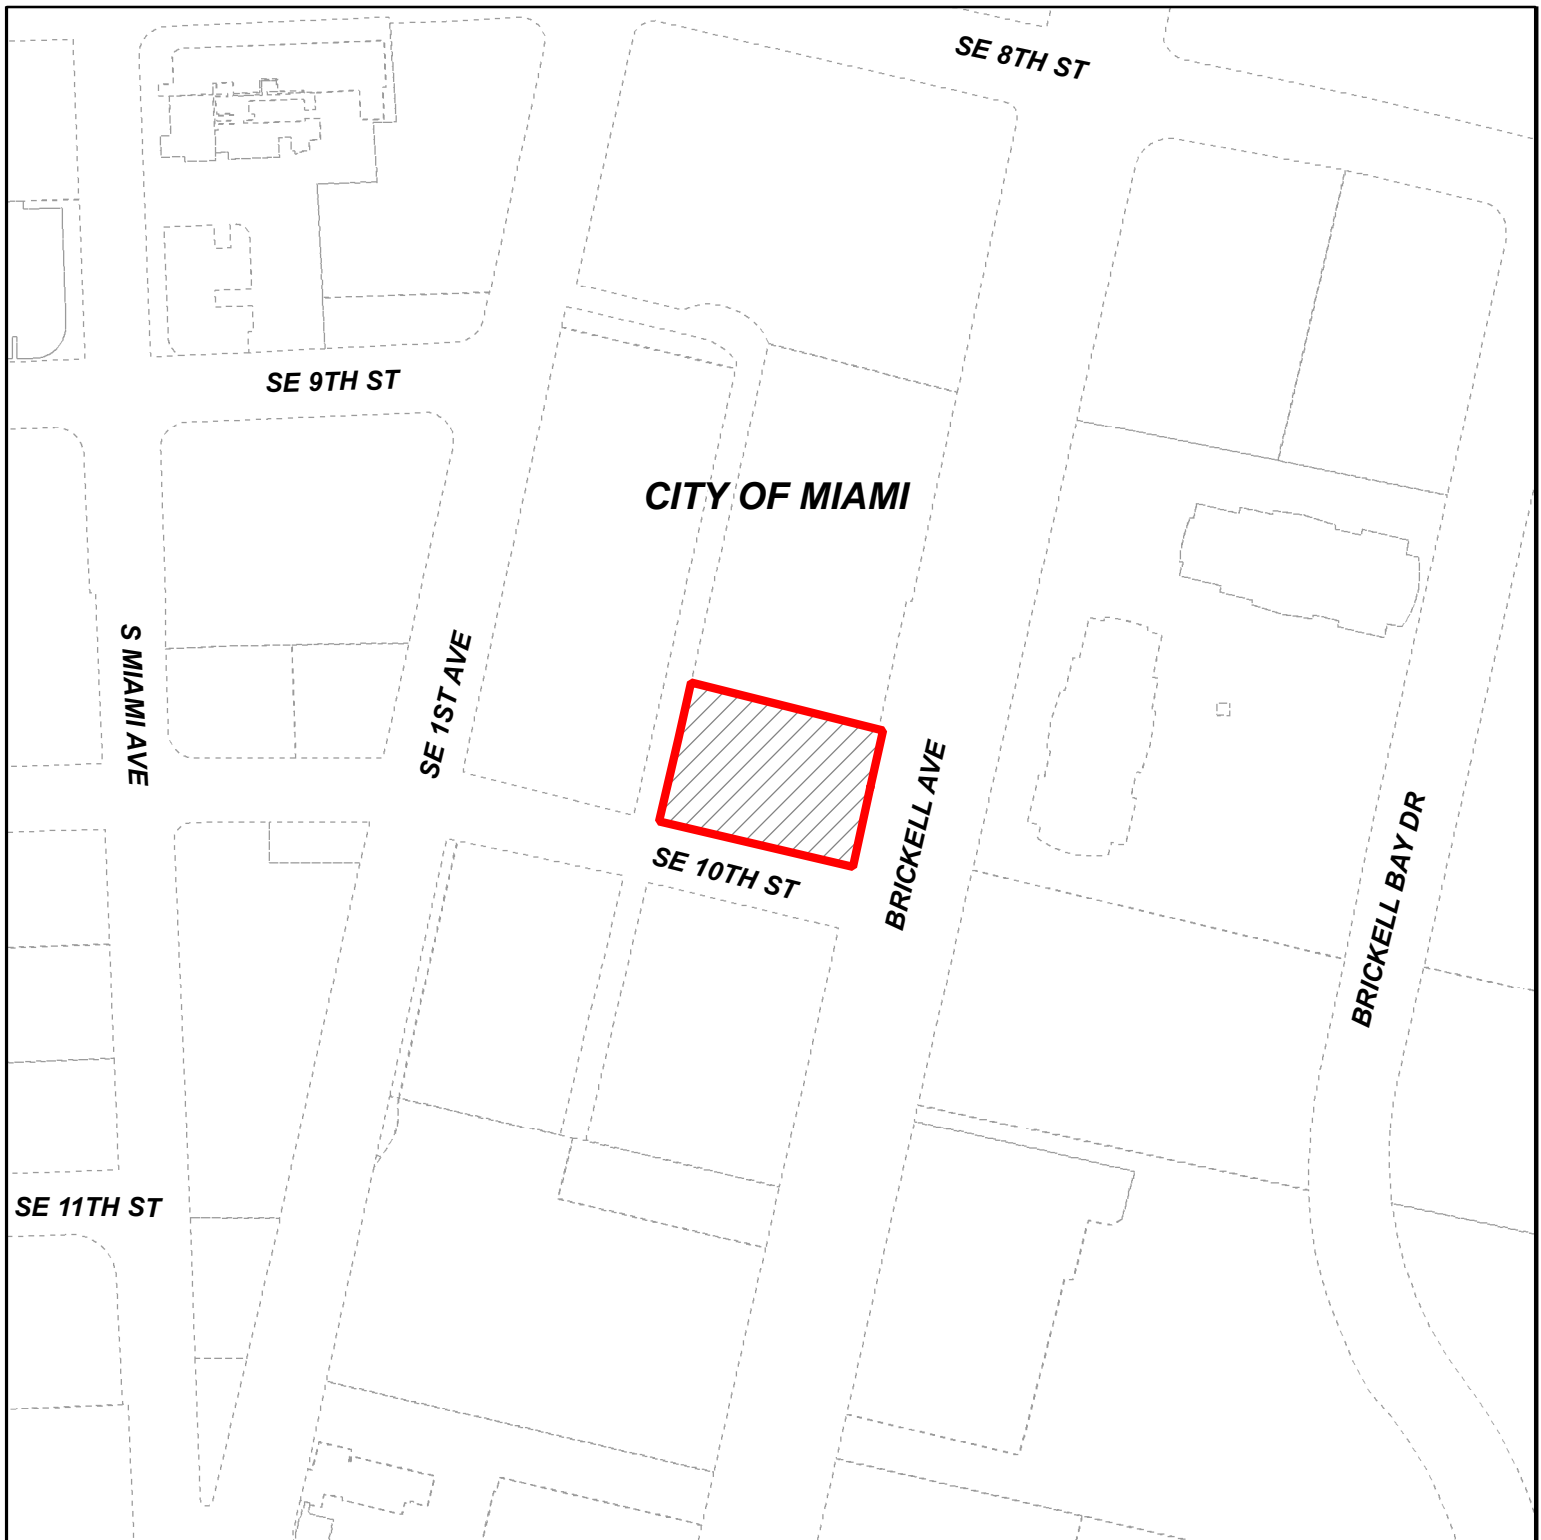 SE 8TH ST
SE 9TH ST
CITY OF MIAMI
S MIAMI AVE
SE 1ST AVE
BRICKELL AVE
SE 10TH ST
BRICKELL BAY DR
SE 11TH ST